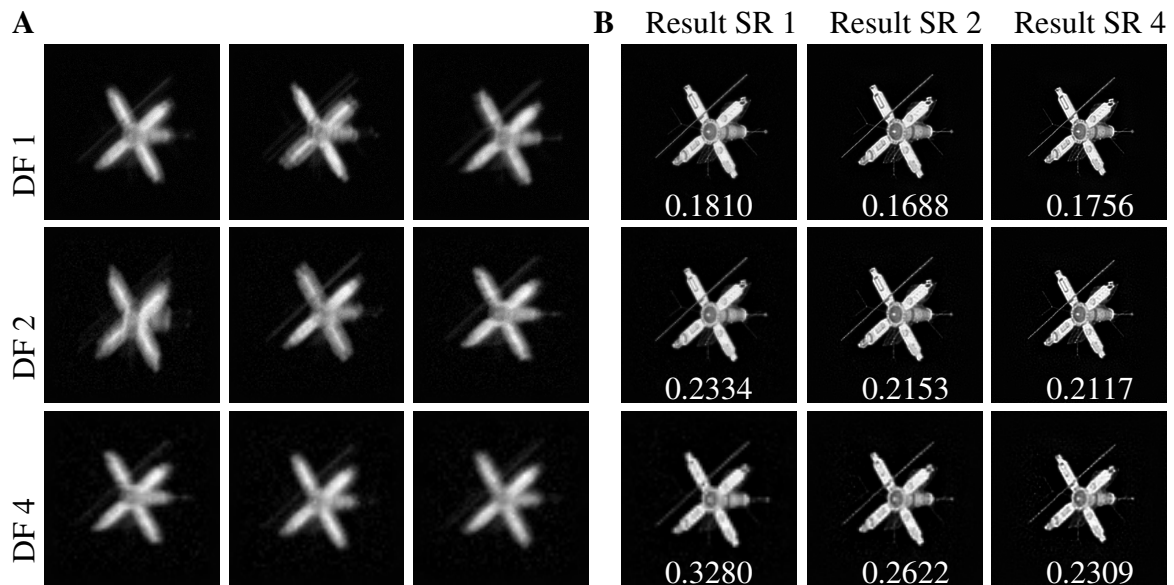 A
B Result SR 1 Result SR 2 Result SR 4
DF 1
0.1810 0.1688 0.1756
DF 2
0.2334 0.2153 0.2117
DF 4
0.3280 0.2622 0.2309